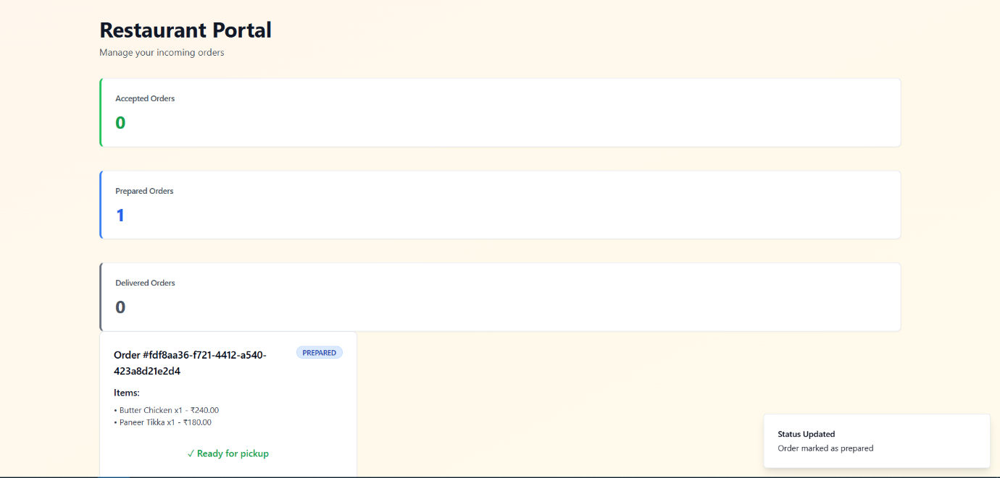 Restaurant Portal
Manage your incoming orders
Accepted Orders
0
Prepared Orders
1
Delivered Orders
0
Order #fdf8aa36-f721-4412-a540-
423a8d21e2d4
PREPARED
Items:
• Butter Chicken x1 - ₹240.00
• Paneer Tikka x1 - ₹180.00
✓ Ready for pickup
Status Updated
Order marked as prepared